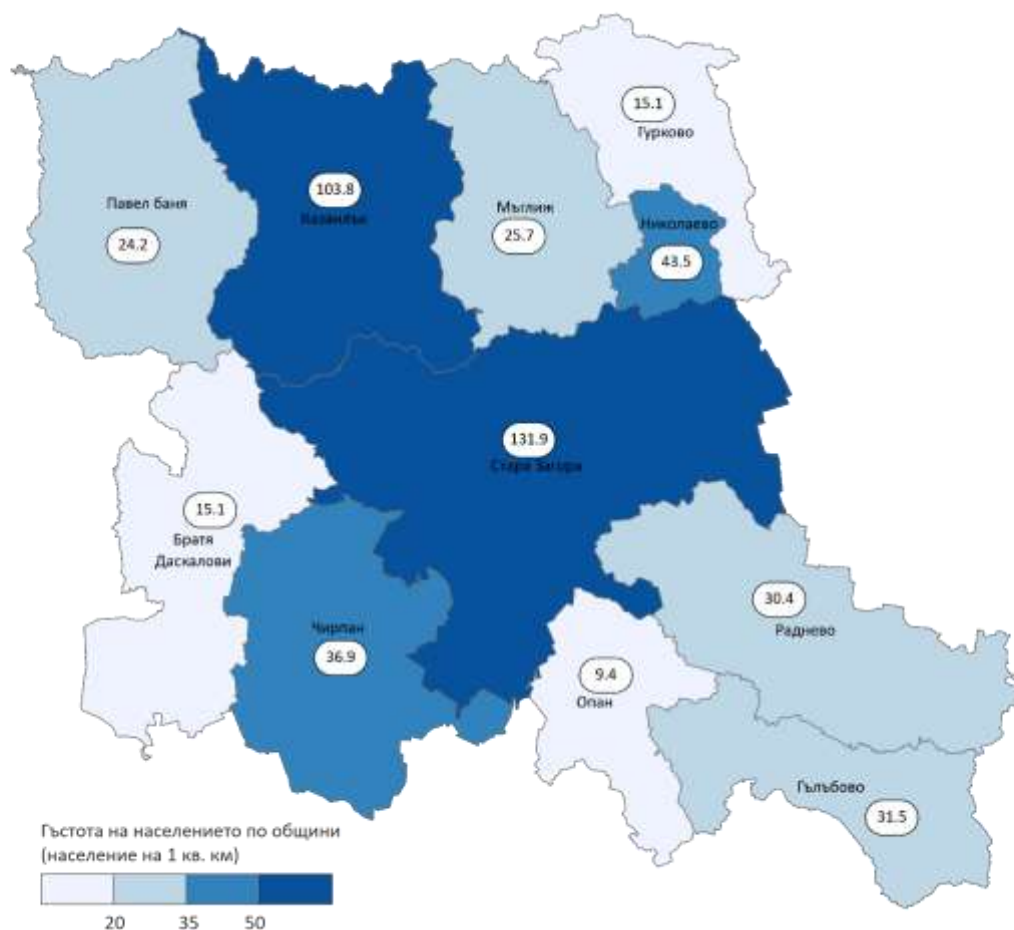 15.1
Гурково
103.8
Казанлък
Павел баня
24.2
Мъглиж
25.7
Николаево
43.5
131.9
Стара Загора
15.1
Братя
Даскалови
30.4
Раднево
Чирпан
36.9
9.4
Опан
Гълъбово
31.5
Гъстота на населението по общини
(население на 1 кв. км)
20 35 50